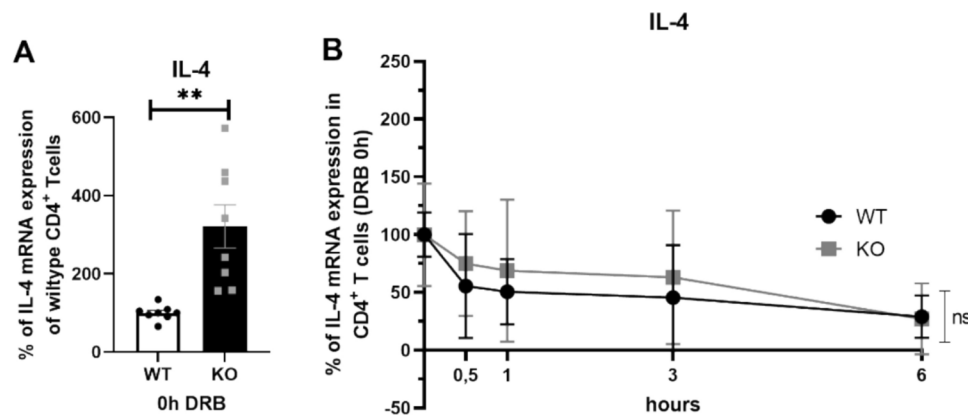 A
IL-4
**
% of IL-4 mRNA expression
of wiltype CD4+ Tcells
600
400
200
0
WT
KO
0h DRB
B
IL-4
% of IL-4 mRNA expression in
CD4+ T cells (DRB 0h)
250
200
150
100
50
0
-50
0,5
1
3
6
hours
WT
KO
ns